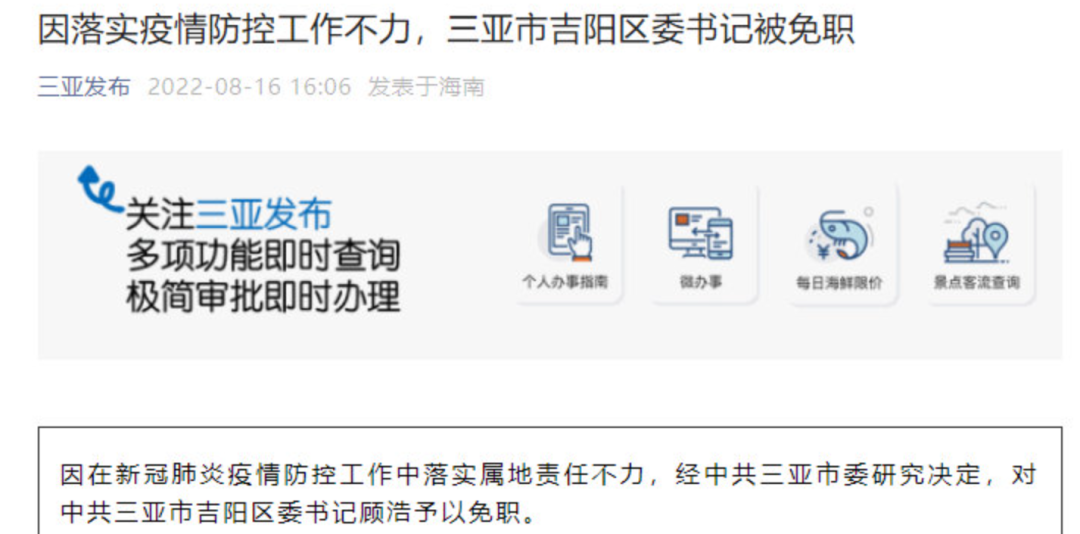 因落实疫情防控工作不力，三亚市吉阳区委书记被免职
三亚发布 2022-08-16 16:06 发表于海南
关注三亚发布
多项功能即时查询
极简审批即时办理
个人办事指南 微办事 每日海鲜限价 景点客流查询
因在新冠肺炎疫情防控工作中落实属地责任不力，经中共三亚市委研究决定，对
中共三亚市吉阳区委书记顾浩予以免职。